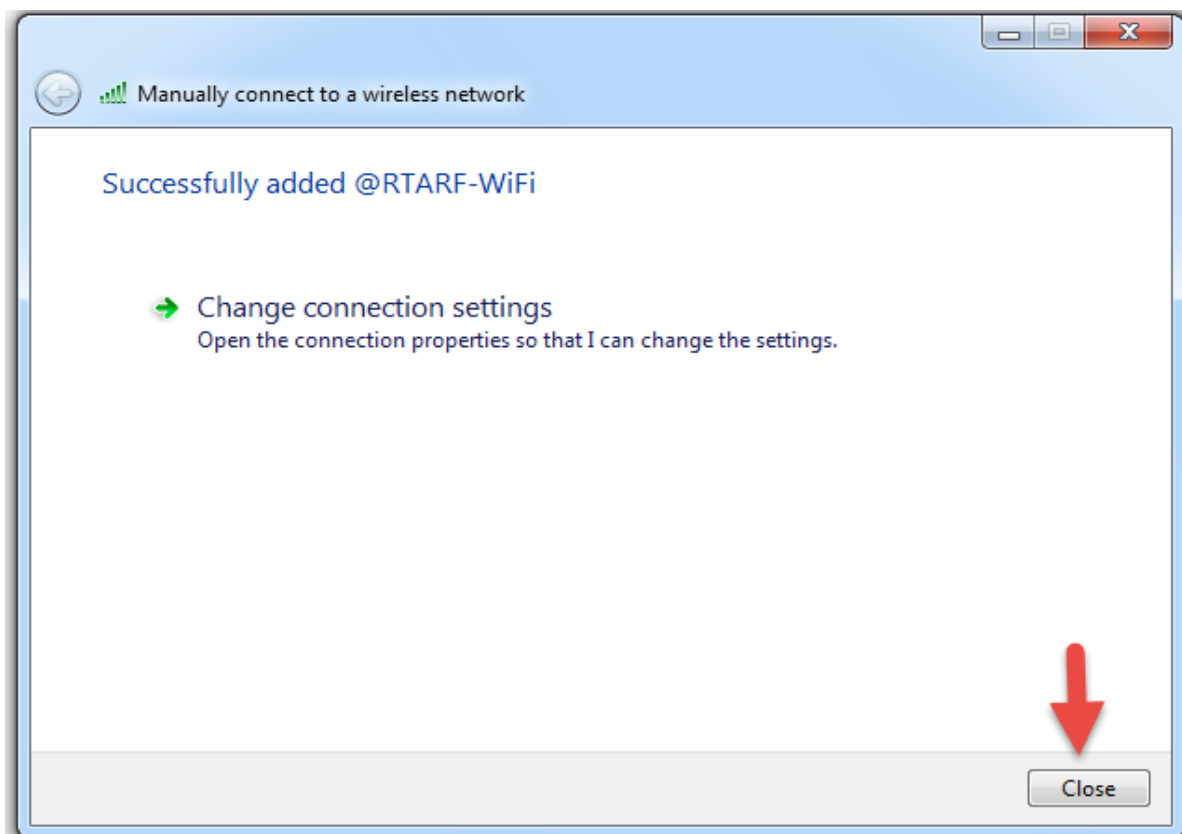 Manually connect to a wireless network
Successfully added @RTARF-WiFi
Change connection settings
Open the connection properties so that I can change the settings.
Close